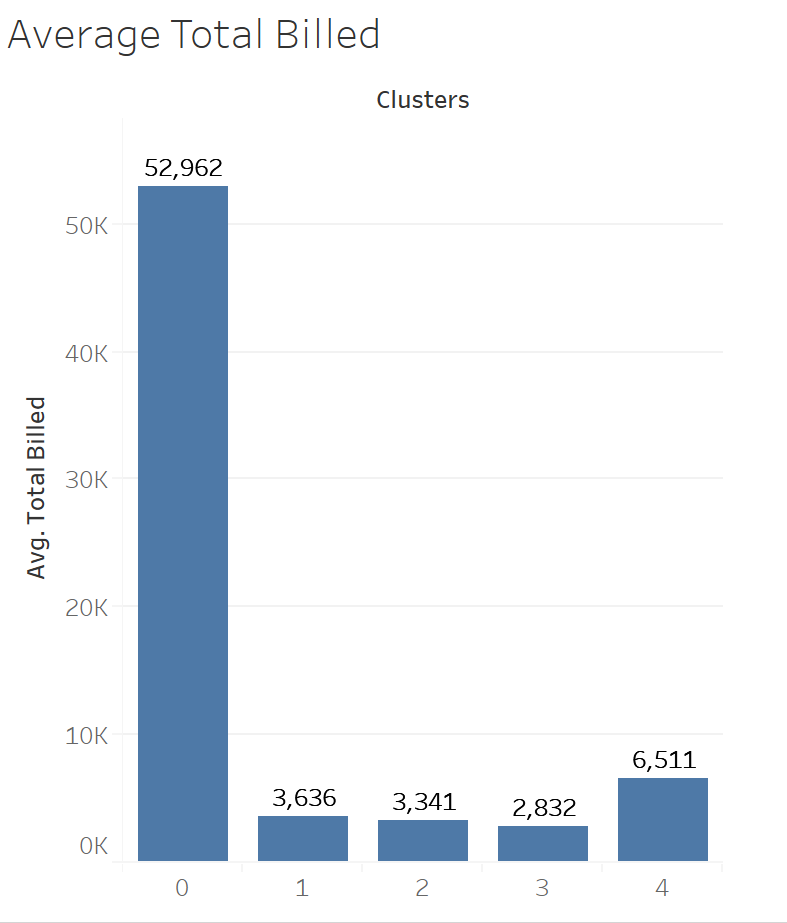 Average Total Billed
Clusters
52,962
50K
40K
30K
20K
10K
0K
Avg. Total Billed
3,636
3,341
2,832
6,511
0 1 2 3 4